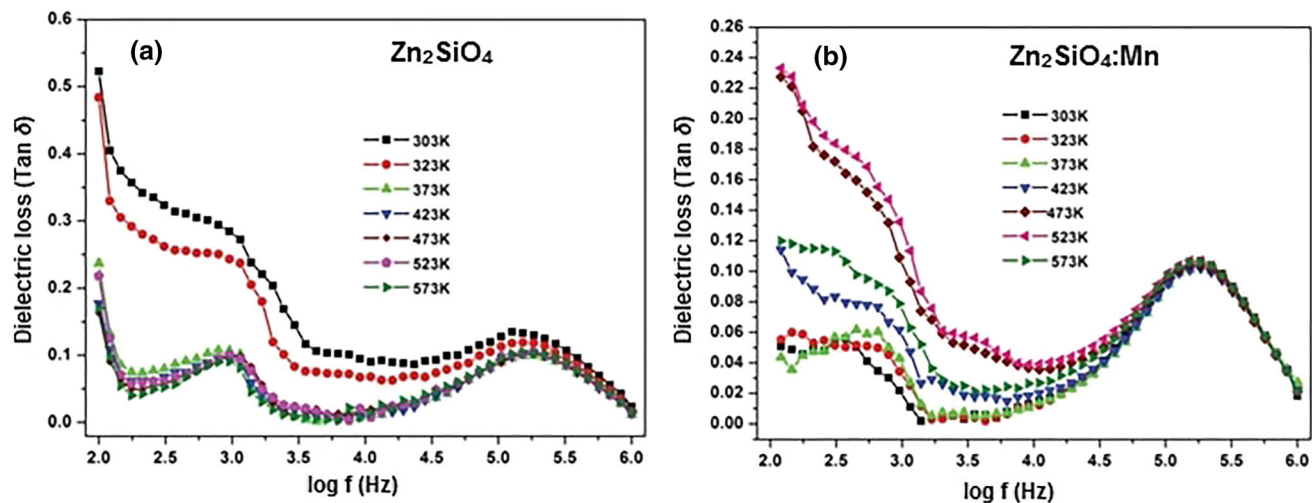 (a)
Zn₂SiO₄
Dielectric loss (Tan δ)
0.6
0.5
0.4
0.3
0.2
0.1
0.0
303K
323K
373K
423K
473K
523K
573K
2.0 2.5 3.0 3.5 4.0 4.5 5.0 5.5 6.0
log f (Hz)
(b)
Zn₂SiO₄:Mn
Dielectric loss (Tan δ)
0.26
0.24
0.22
0.20
0.18
0.16
0.14
0.12
0.10
0.08
0.06
0.04
0.02
0.00
303K
323K
373K
423K
473K
523K
573K
2.0 2.5 3.0 3.5 4.0 4.5 5.0 5.5 6.0
log f (Hz)